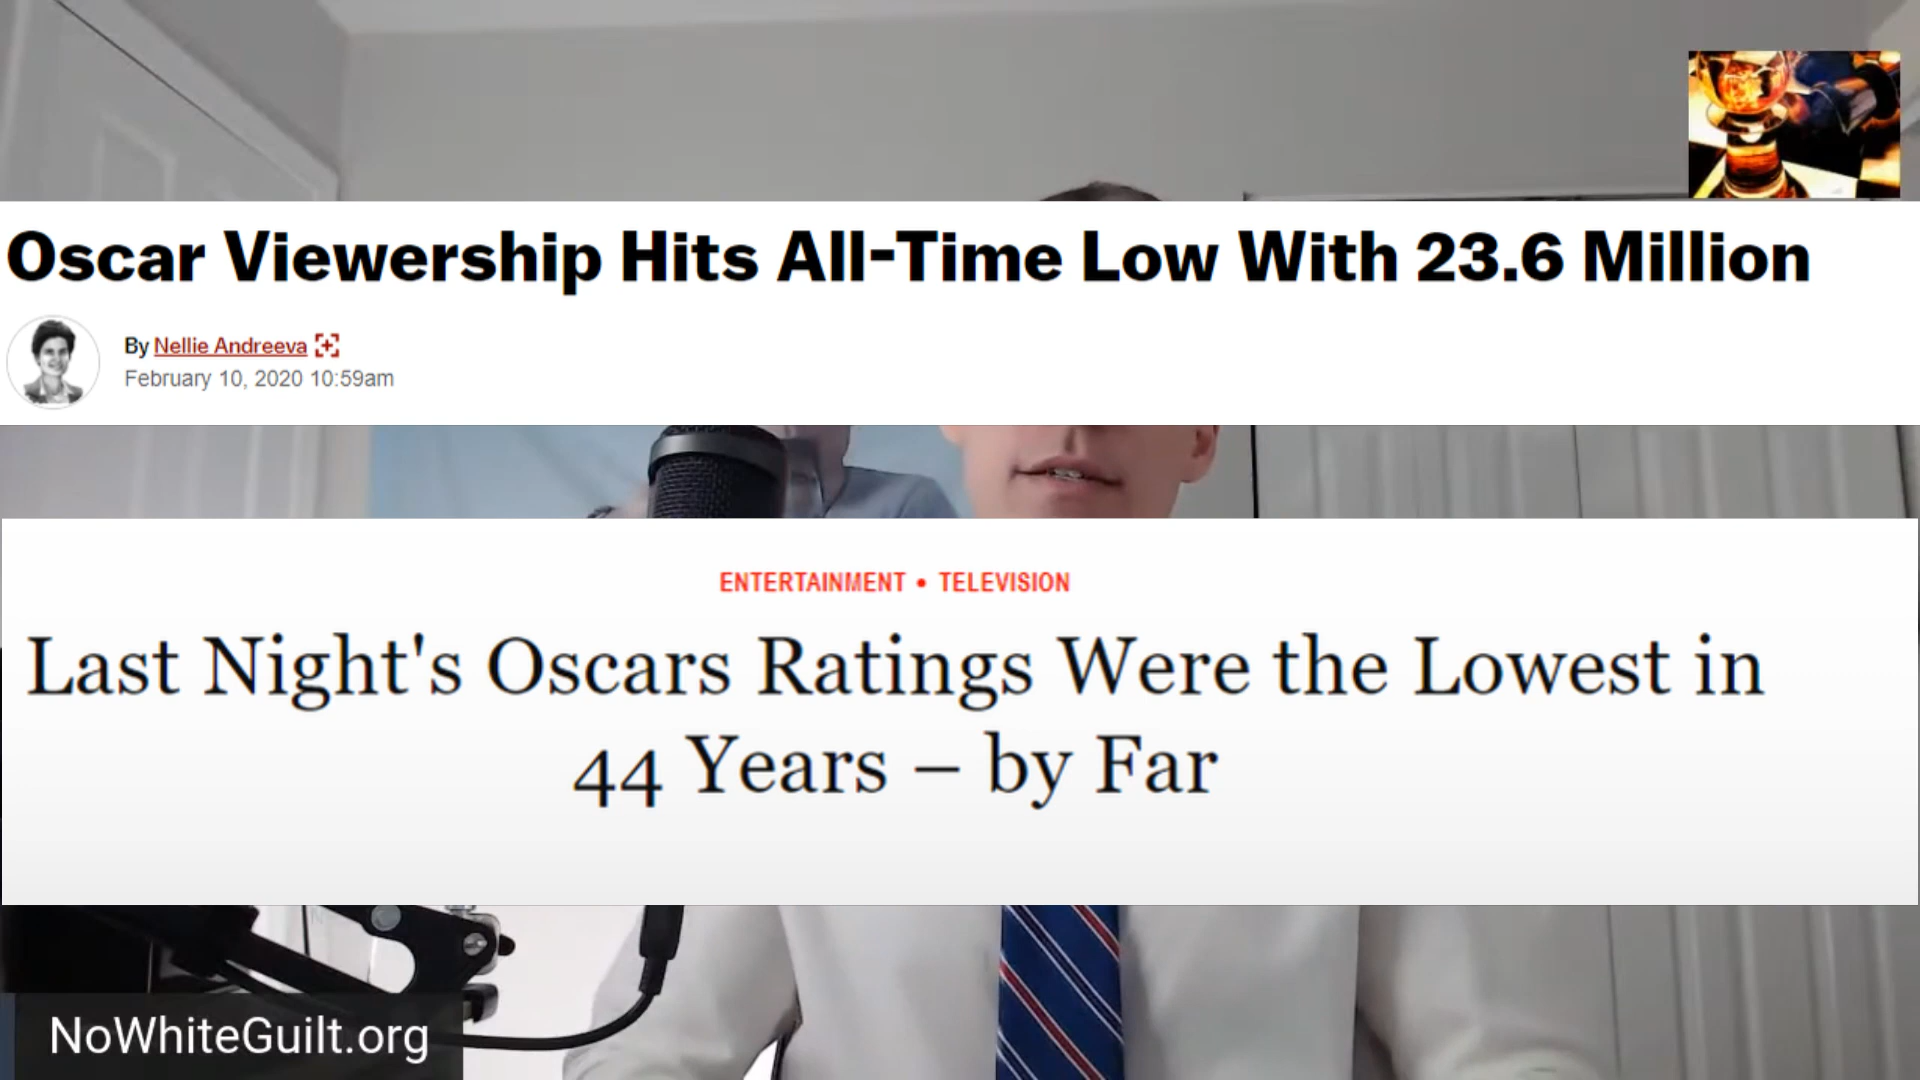 Oscar Viewership Hits All-Time Low With 23.6 Million
By Nellie Andreeva
February 10, 2020 10:59am
ENTERTAINMENT • TELEVISION
Last Night's Oscars Ratings Were the Lowest in
44 Years – by Far
NoWhiteGuilt.org